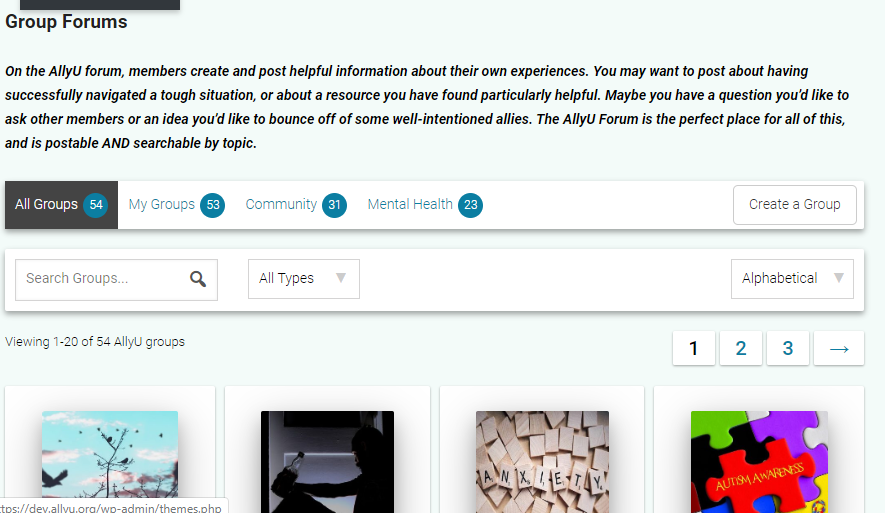 Group Forums
On the AllyU forum, members create and post helpful information about their own experiences. You may want to post about having
successfully navigated a tough situation, or about a resource you have found particularly helpful. Maybe you have a question you'd like to
ask other members or an idea you'd like to bounce off of some well-intentioned allies. The AllyU Forum is the perfect place for all of this,
and is postable AND searchable by topic.
All Groups 54 My Groups 53 Community 31 Mental Health 23 Create a Group
Search Groups... All Types ▼ Alphabetical ▼
Viewing 1-20 of 54 AllyU groups 1 2 3 →
ANXIETY
AUTISM AWARENESS
ttps://dev.allyu.org/wp-admin/themes.php